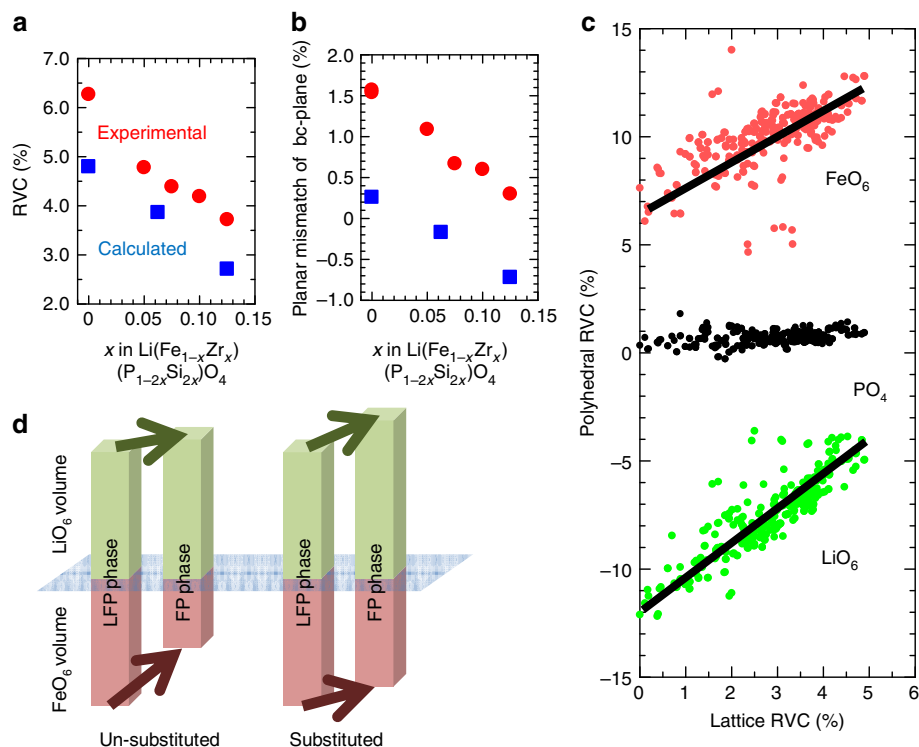 a
RVC (%)
7.0
6.0
5.0
4.0
3.0
2.0
Experimental
Calculated
0 0.05 0.10 0.15
x in Li(Fe₁₋ₓZrₓ)
(P₁₋₂ₓSi₂ₓ)O₄
b
Planar mismatch of bc-plane (%)
2.0
1.5
1.0
0.5
0
−0.5
−1.0
0 0.05 0.10 0.15
x in Li(Fe₁₋ₓZrₓ)
(P₁₋₂ₓSi₂ₓ)O₄
c
Polyhedral RVC (%)
15
10
5
0
−5
−10
−15
FeO₆
PO₄
LiO₆
0 1 2 3 4 5 6
Lattice RVC (%)
d
LiO₆ volume
FeO₆ volume
LFP phase
FP phase
LFP phase
FP phase
Un-substituted
Substituted